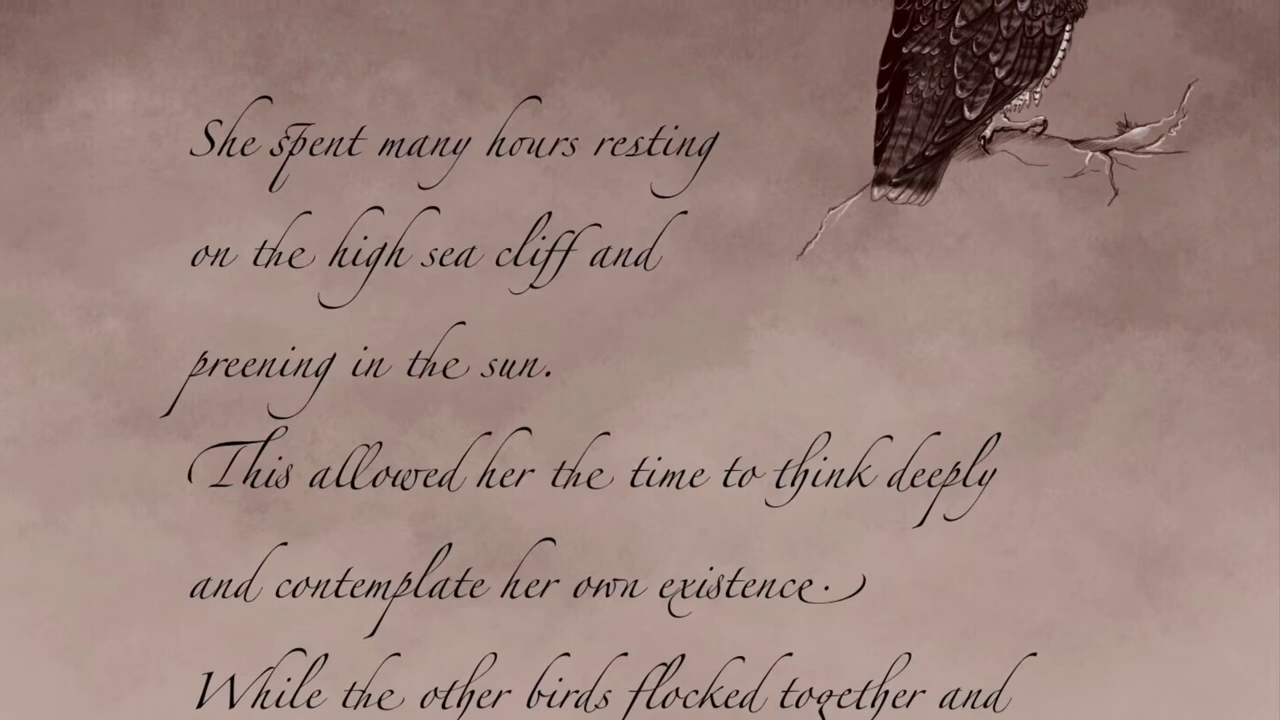 She spent many hours resting
on the high sea cliff and
preening in the sun.
This allowed her the time to think deeply
and contemplate her own existence.
While the other birds flocked together and